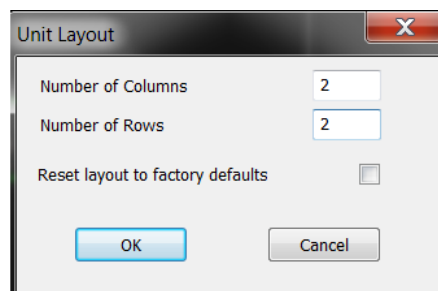 Unit Layout
Number of Columns 2
Number of Rows 2
Reset layout to factory defaults
OK Cancel